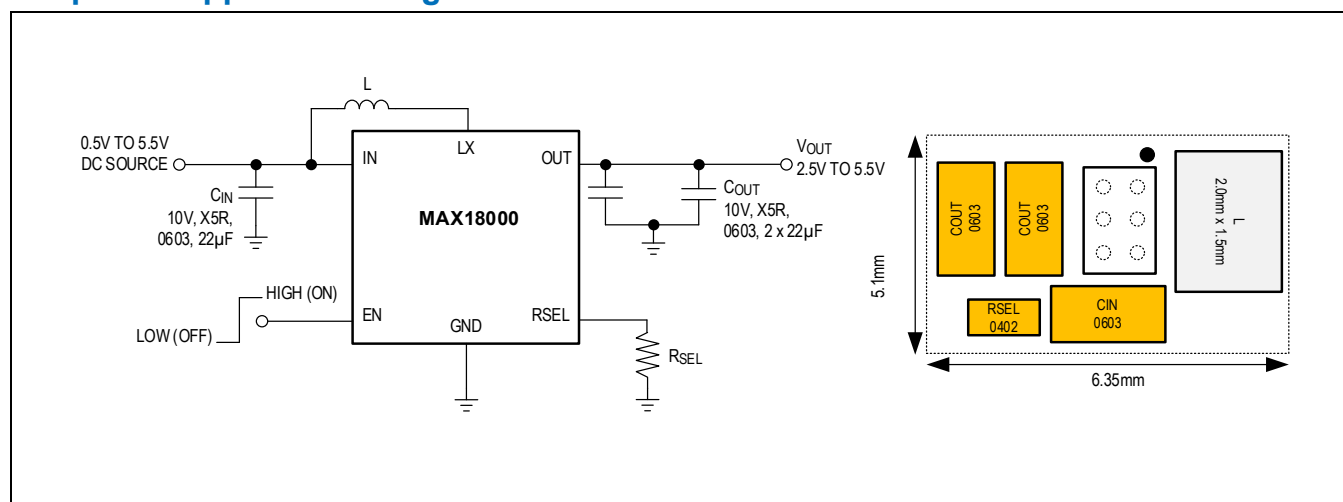 L
0.5V TO 5.5V
DC SOURCE
IN
LX
OUT
VOUT
2.5V TO 5.5V
CIN
10V, X5R,
0603, 22µF
MAX18000
COUT
10V, X5R,
0603, 2 x 22µF
HIGH (ON)
LOW (OFF)
EN
GND
RSEL
RSEL
5.1mm
COUT
0603
COUT
0603
L
2.0mm x 1.5mm
RSEL
0402
CIN
0603
6.35mm